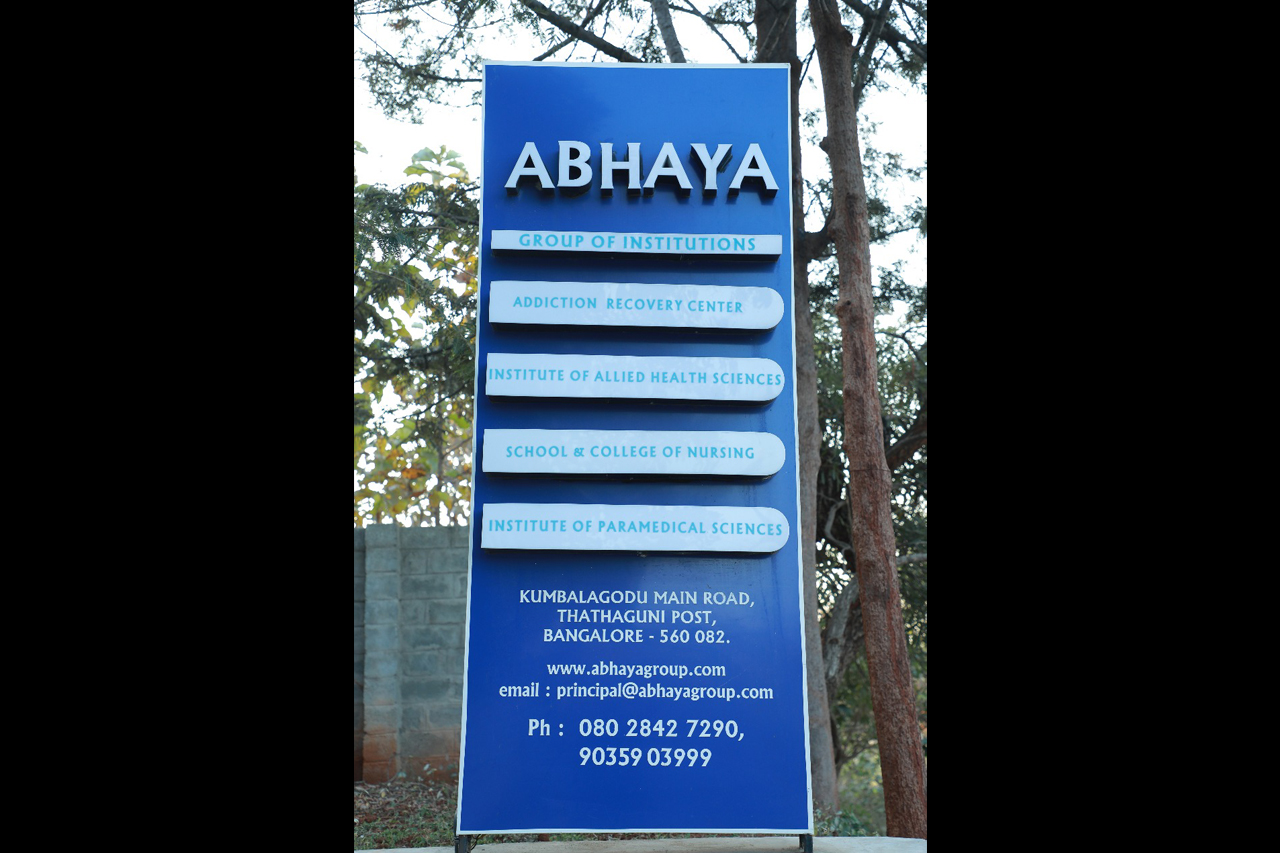 ABHAYA
GROUP OF INSTITUTIONS
ADDICTION RECOVERY CENTER
INSTITUTE OF ALLIED HEALTH SCIENCES
SCHOOL & COLLEGE OF NURSING
INSTITUTE OF PARAMEDICAL SCIENCES
KUMBALAGODU MAIN ROAD,
THATHAGUNI POST,
BANGALORE - 560 082.
www.abhayagroup.com
email : principal@abhayagroup.com
Ph : 080 2842 7290,
90359 03999